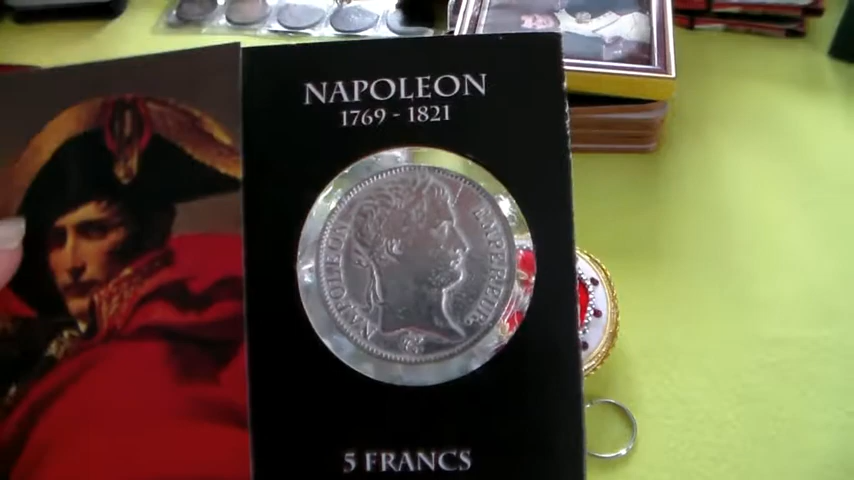 NAPOLEON
1769 - 1821
NAPOLEON EMPEREUR.
5 FRANCS